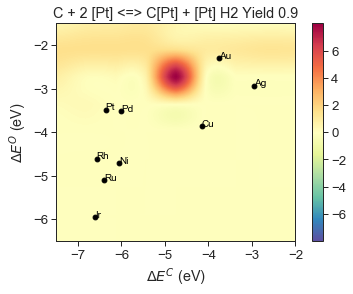 C + 2 [Pt] <=> C[Pt] + [Pt] H2 Yield 0.9
−2
−3
−4
−5
−6
ΔE^O (eV)
Au
Ag
Pt
Pd
Cu
Rh
Ni
Ru
Ir
6
4
2
0
−2
−4
−6
−7
−6
−5
−4
−3
−2
ΔE^C (eV)